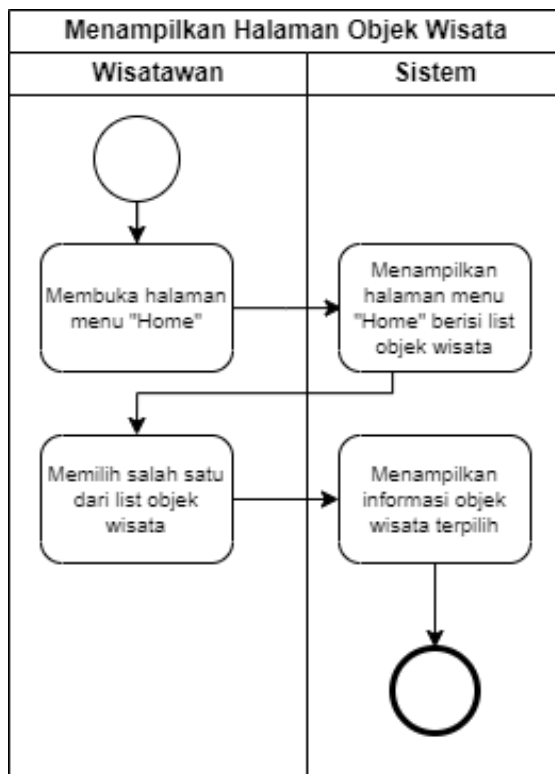 Menampilkan Halaman Objek Wisata
Wisatawan
Sistem
Membuka halaman
menu "Home"
Menampilkan
halaman menu
"Home" berisi list
objek wisata
Memilih salah satu
dari list objek
wisata
Menampilkan
informasi objek
wisata terpilih